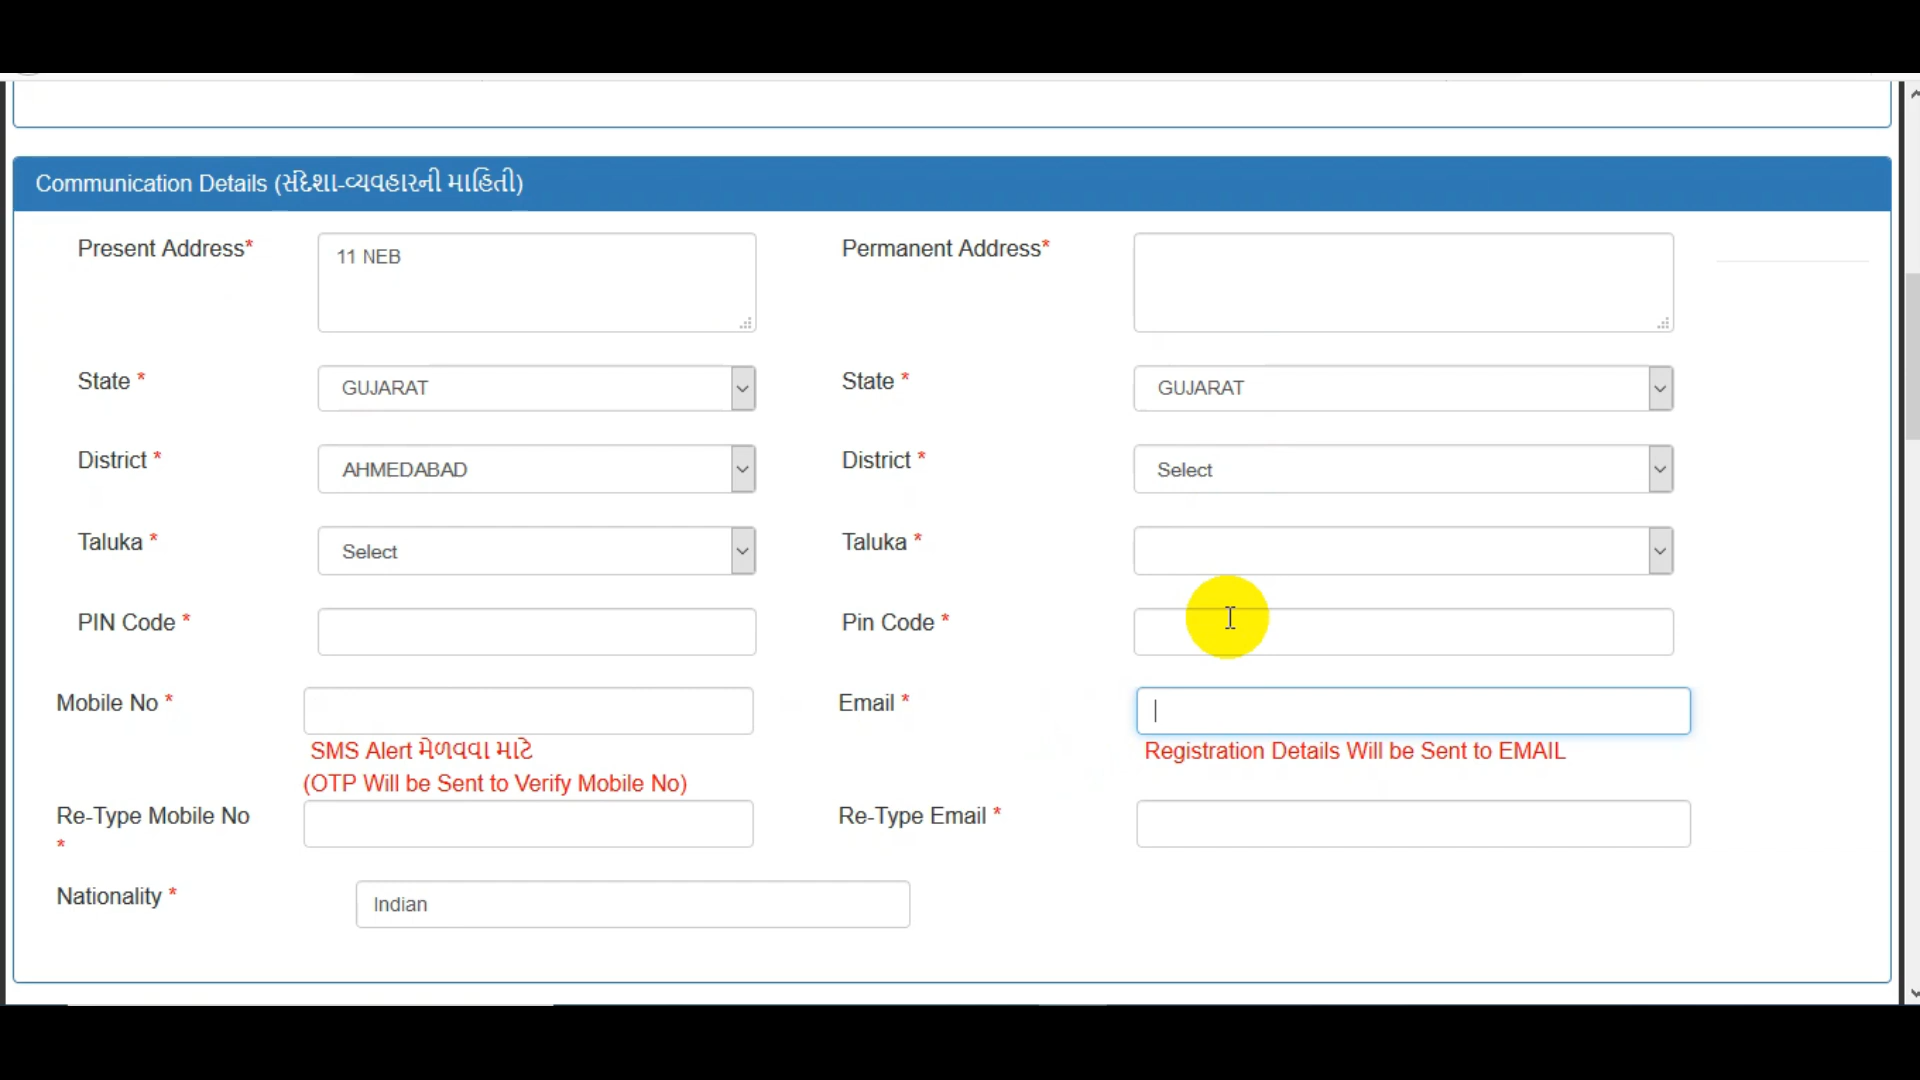 Communication Details (સંદેશા-વ્યવહારની માહિતી)
Present Address* 11 NEB Permanent Address*
State * GUJARAT State * GUJARAT
District * AHMEDABAD District * Select
Taluka * Select Taluka *
PIN Code * Pin Code *
Mobile No * Email *
SMS Alert મેળવવા માટે Registration Details Will be Sent to EMAIL
(OTP Will be Sent to Verify Mobile No)
Re-Type Mobile No Re-Type Email *
*
Nationality * Indian